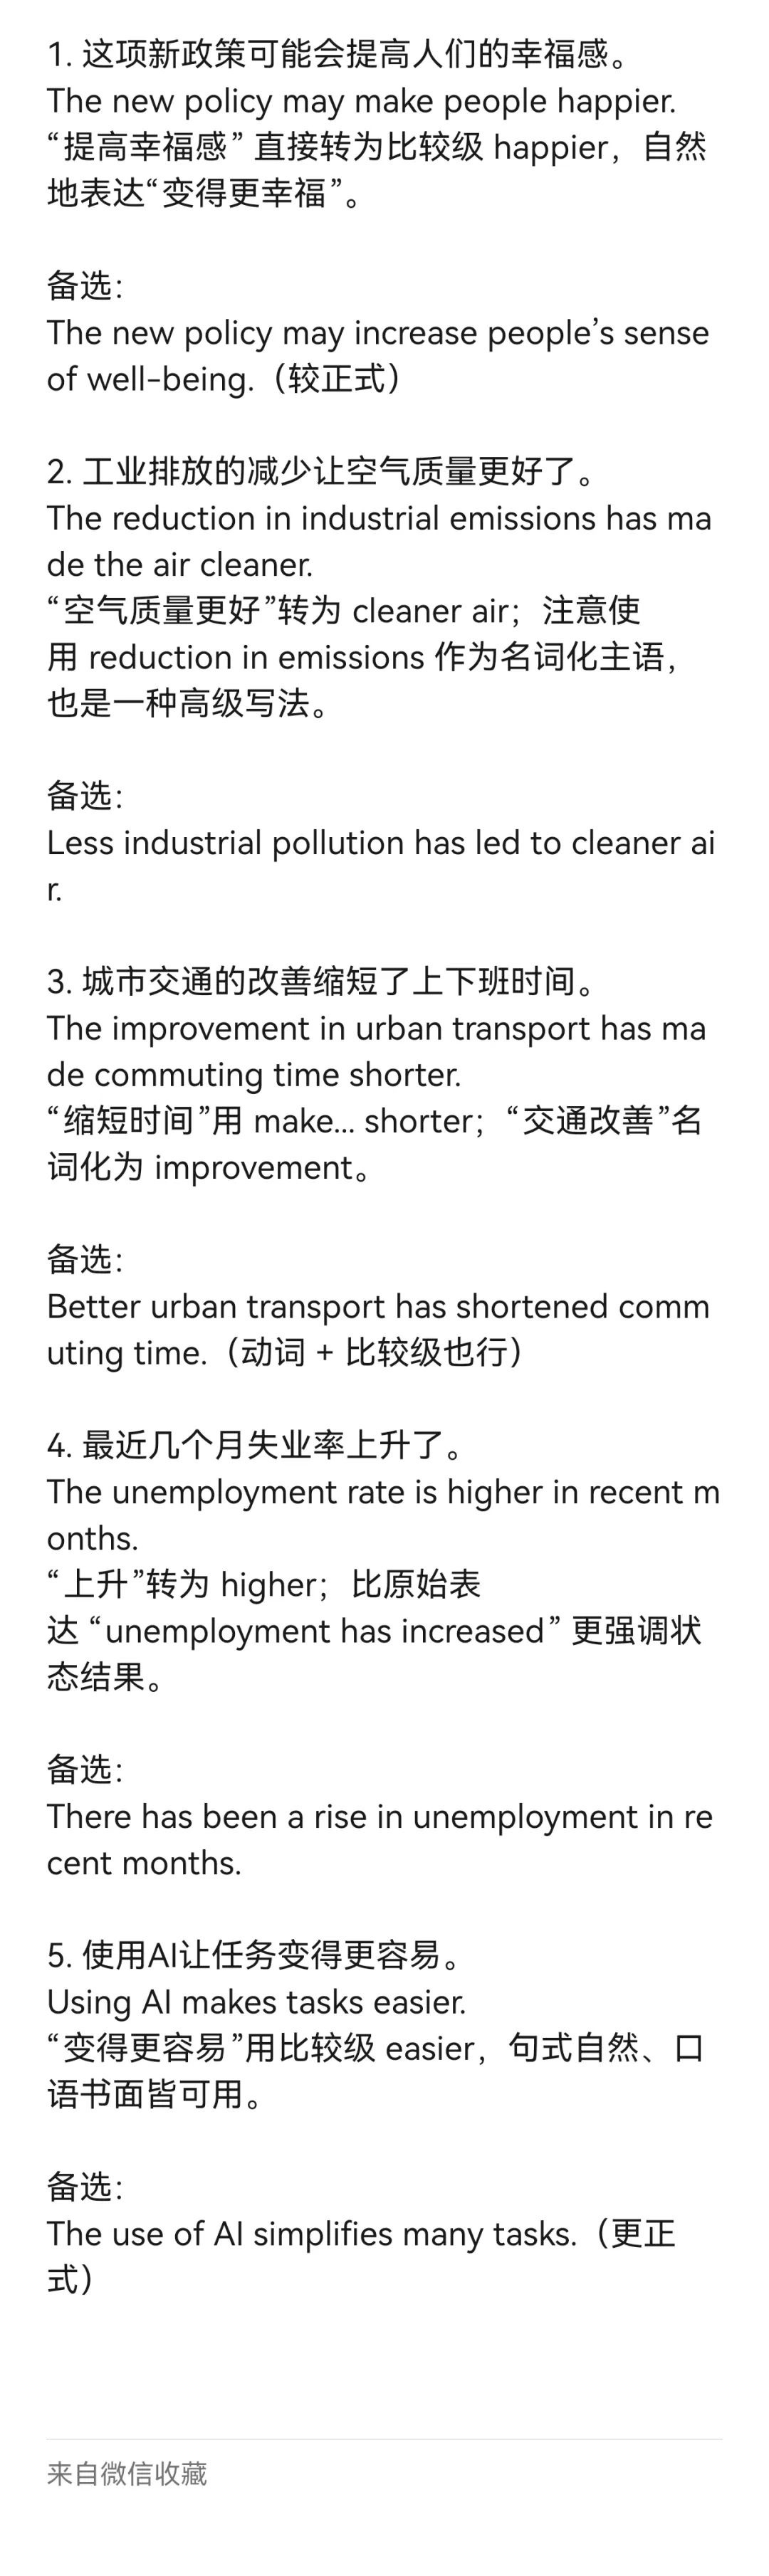 1. 这项新政策可能会提高人们的幸福感。
The new policy may make people happier.
“提高幸福感” 直接转为比较级 happier，自然
地表达“变得更幸福”。
备选：
The new policy may increase people’s sense
of well-being.（较正式）
2. 工业排放的减少让空气质量更好了。
The reduction in industrial emissions has ma
de the air cleaner.
“空气质量更好”转为 cleaner air；注意使
用 reduction in emissions 作为名词化主语，
也是一种高级写法。
备选：
Less industrial pollution has led to cleaner ai
r.
3. 城市交通的改善缩短了上下班时间。
The improvement in urban transport has ma
de commuting time shorter.
“缩短时间”用 make... shorter；“交通改善”名
词化为 improvement。
备选：
Better urban transport has shortened comm
uting time.（动词 + 比较级也行）
4. 最近几个月失业率上升了。
The unemployment rate is higher in recent m
onths.
“上升”转为 higher；比原始表
达 “unemployment has increased” 更强调状
态结果。
备选：
There has been a rise in unemployment in re
cent months.
5. 使用AI让任务变得更容易。
Using AI makes tasks easier.
“变得更容易”用比较级 easier，句式自然、口
语书面皆可用。
备选：
The use of AI simplifies many tasks.（更正
式）
来自微信收藏